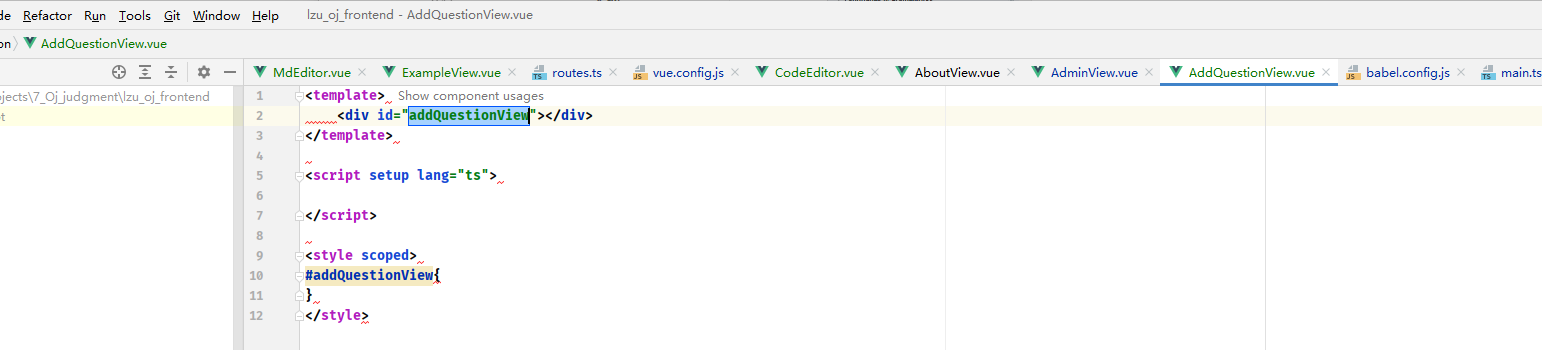 de Refactor Run Tools Git Window Help lzu_oj_frontend - AddQuestionView.vue
on AddQuestionView.vue
MdEditor.vue ExampleView.vue routes.ts vue.config.js CodeEditor.vue AboutView.vue AdminView.vue AddQuestionView.vue babel.config.js main.ts
ojects\7_Oj_judgment\lzu_oj_frontend
et
1 <template> Show component usages
2 <div id="addQuestionView"></div>
3 </template>
4
5 <script setup lang="ts">
6
7 </script>
8
9 <style scoped>
10 #addQuestionView{
11 }
12 </style>